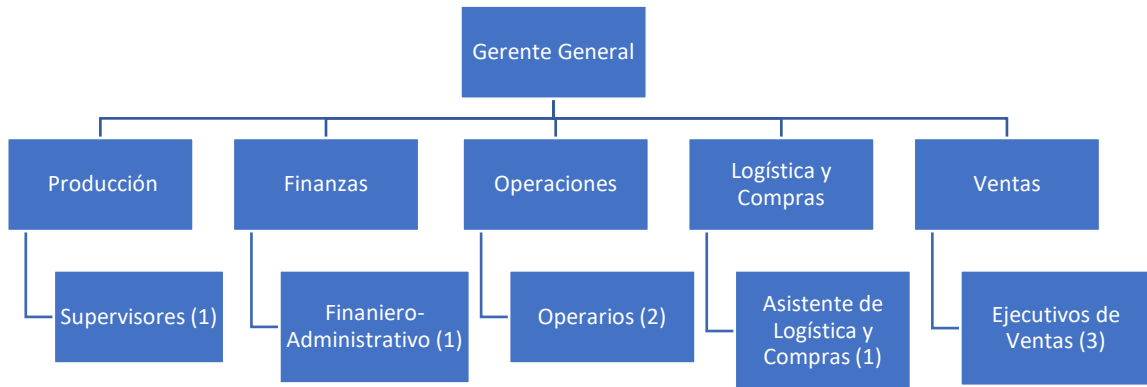 Gerente General
Producción
Finanzas
Operaciones
Logística y
Compras
Ventas
Supervisores (1)
Finaniero-
Administrativo (1)
Operarios (2)
Asistente de
Logística y
Compras (1)
Ejecutivos de
Ventas (3)